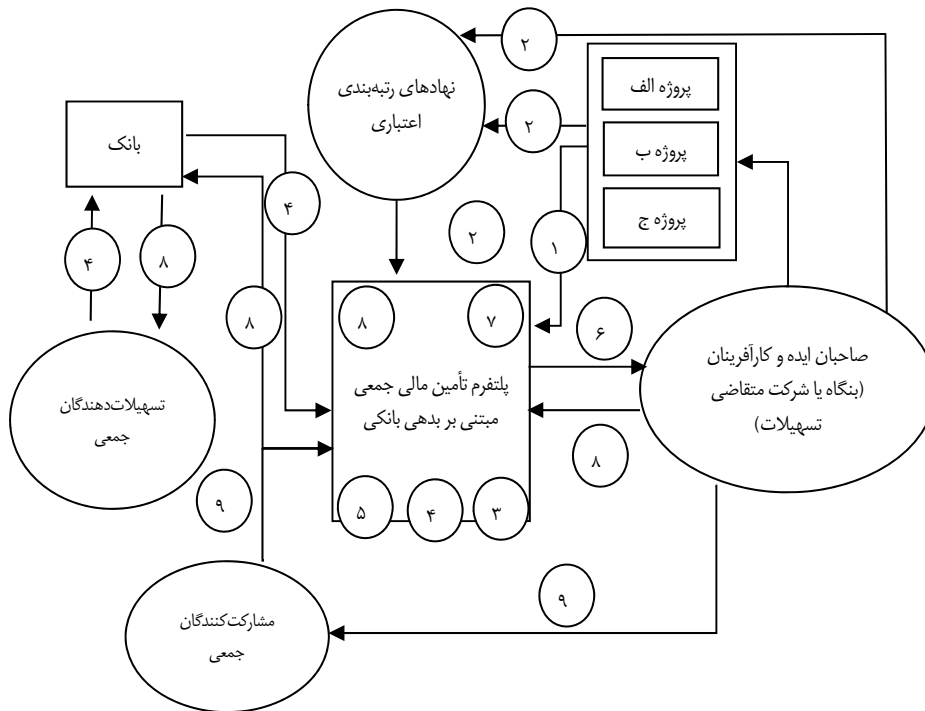 ۲
نهادهای رتبه‌بندی
اعتباری
پروژه الف
۲
پروژه ب
پروژه ج
بانک
۴
۲
۱
۴
۸
۸
۸
۷
۶
صاحبان ایده و کارآفرینان
(بنگاه یا شرکت متقاضی
تسهیلات)
پلتفرم تأمین مالی جمعی
مبتنی بر بدهی بانکی
تسهیلات‌دهندگان
جمعی
۸
۹
۵
۴
۳
۹
مشارکت‌کنندگان
جمعی